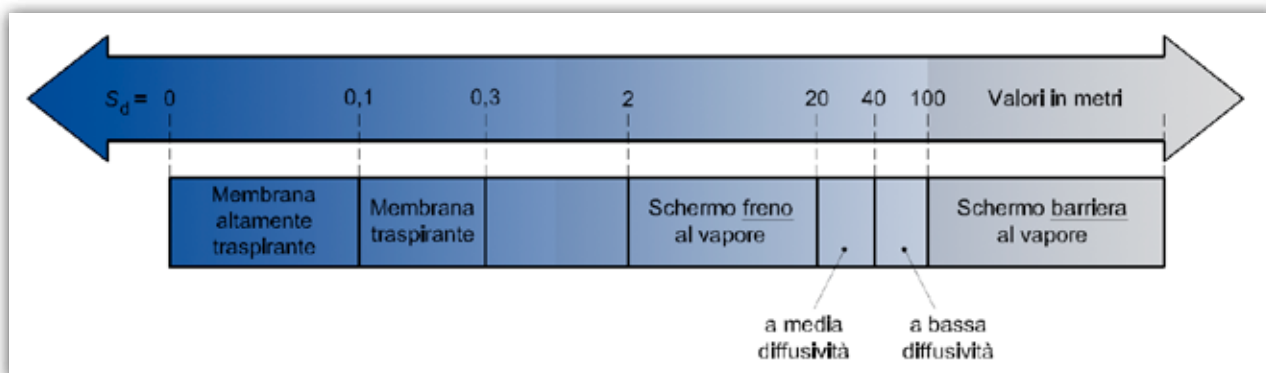 Sd = 0 0,1 0,3 2 20 40 100 Valori in metri
Membrana
altamente
traspirante
Membrana
traspirante
Schermo freno
al vapore
Schermo barriera
al vapore
a media
diffusività
a bassa
diffusività